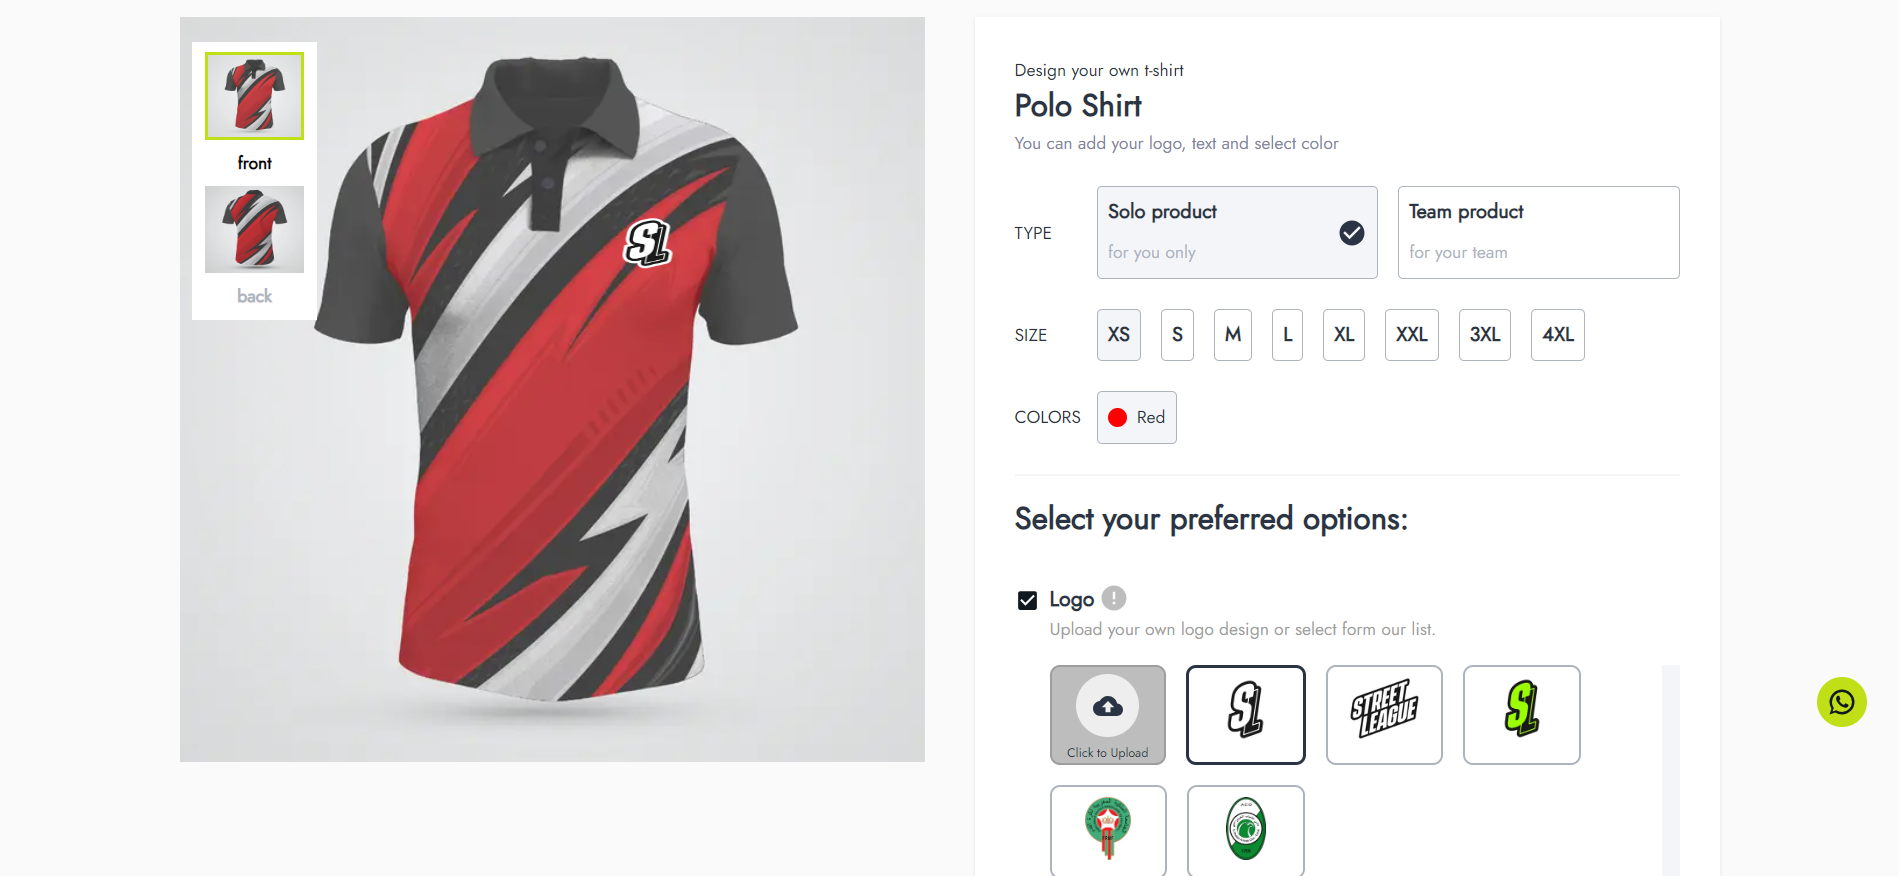 front
back
SL
Design your own t-shirt
Polo Shirt
You can add your logo, text and select color
TYPE
Solo product
for you only
Team product
for your team
SIZE
XS
S
M
L
XL
XXL
3XL
4XL
COLORS
Red
Select your preferred options:
Logo
Upload your own logo design or select form our list.
Click to Upload
SL
STREET
LEAGUE
SL